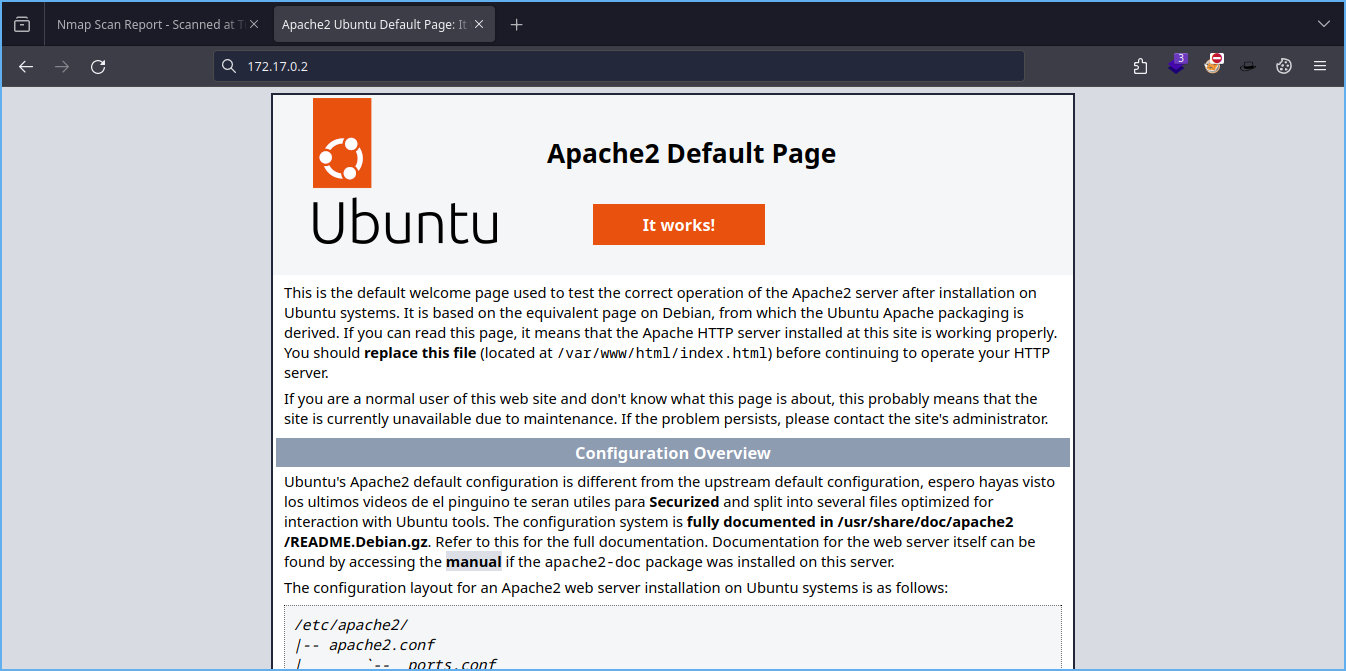 Nmap Scan Report - Scanned at T
Apache2 Ubuntu Default Page: It
172.17.0.2
3
Ubuntu
Apache2 Default Page
It works!
This is the default welcome page used to test the correct operation of the Apache2 server after installation on
Ubuntu systems. It is based on the equivalent page on Debian, from which the Ubuntu Apache packaging is
derived. If you can read this page, it means that the Apache HTTP server installed at this site is working properly.
You should replace this file (located at /var/www/html/index.html) before continuing to operate your HTTP
server.
If you are a normal user of this web site and don't know what this page is about, this probably means that the
site is currently unavailable due to maintenance. If the problem persists, please contact the site's administrator.
Configuration Overview
Ubuntu's Apache2 default configuration is different from the upstream default configuration, espero hayas visto
los ultimos videos de el pinguino te seran utiles para Securized and split into several files optimized for
interaction with Ubuntu tools. The configuration system is fully documented in /usr/share/doc/apache2
/README.Debian.gz. Refer to this for the full documentation. Documentation for the web server itself can be
found by accessing the manual if the apache2-doc package was installed on this server.
The configuration layout for an Apache2 web server installation on Ubuntu systems is as follows:
/etc/apache2/
|-- apache2.conf
|       `--  ports.conf